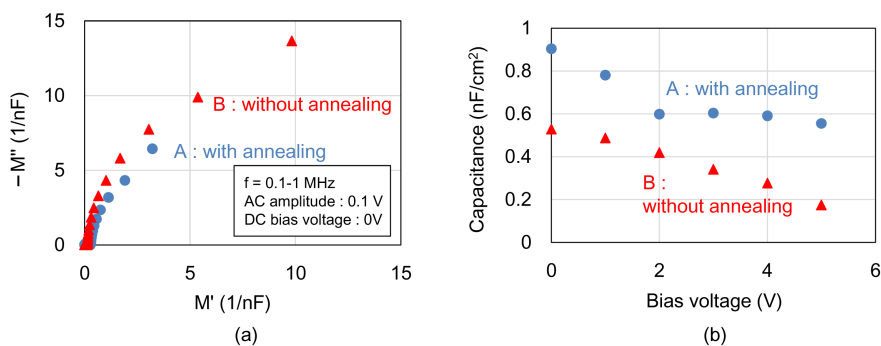 15
10
5
0
0
5
10
15
−M" (1/nF)
M' (1/nF)
B : without annealing
A : with annealing
f = 0.1-1 MHz
AC amplitude : 0.1 V
DC bias voltage : 0V
(a)
1
0.8
0.6
0.4
0.2
0
0
2
4
6
Capacitance (nF/cm²)
Bias voltage (V)
A : with annealing
B :
without annealing
(b)